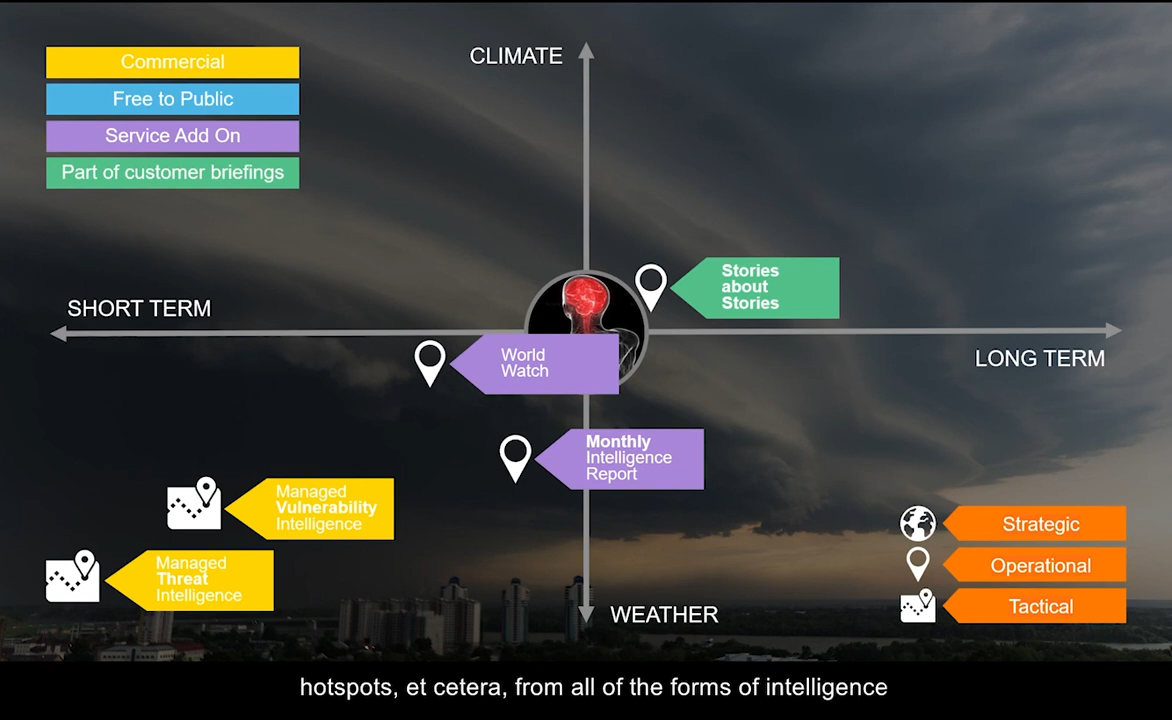 Commercial
Free to Public
Service Add On
Part of customer briefings
CLIMATE
SHORT TERM
LONG TERM
Stories
about
Stories
World
Watch
Monthly
Intelligence
Report
Managed
Vulnerability
Intelligence
Managed
Threat
Intelligence
Strategic
Operational
Tactical
WEATHER
hotspots, et cetera, from all of the forms of intelligence